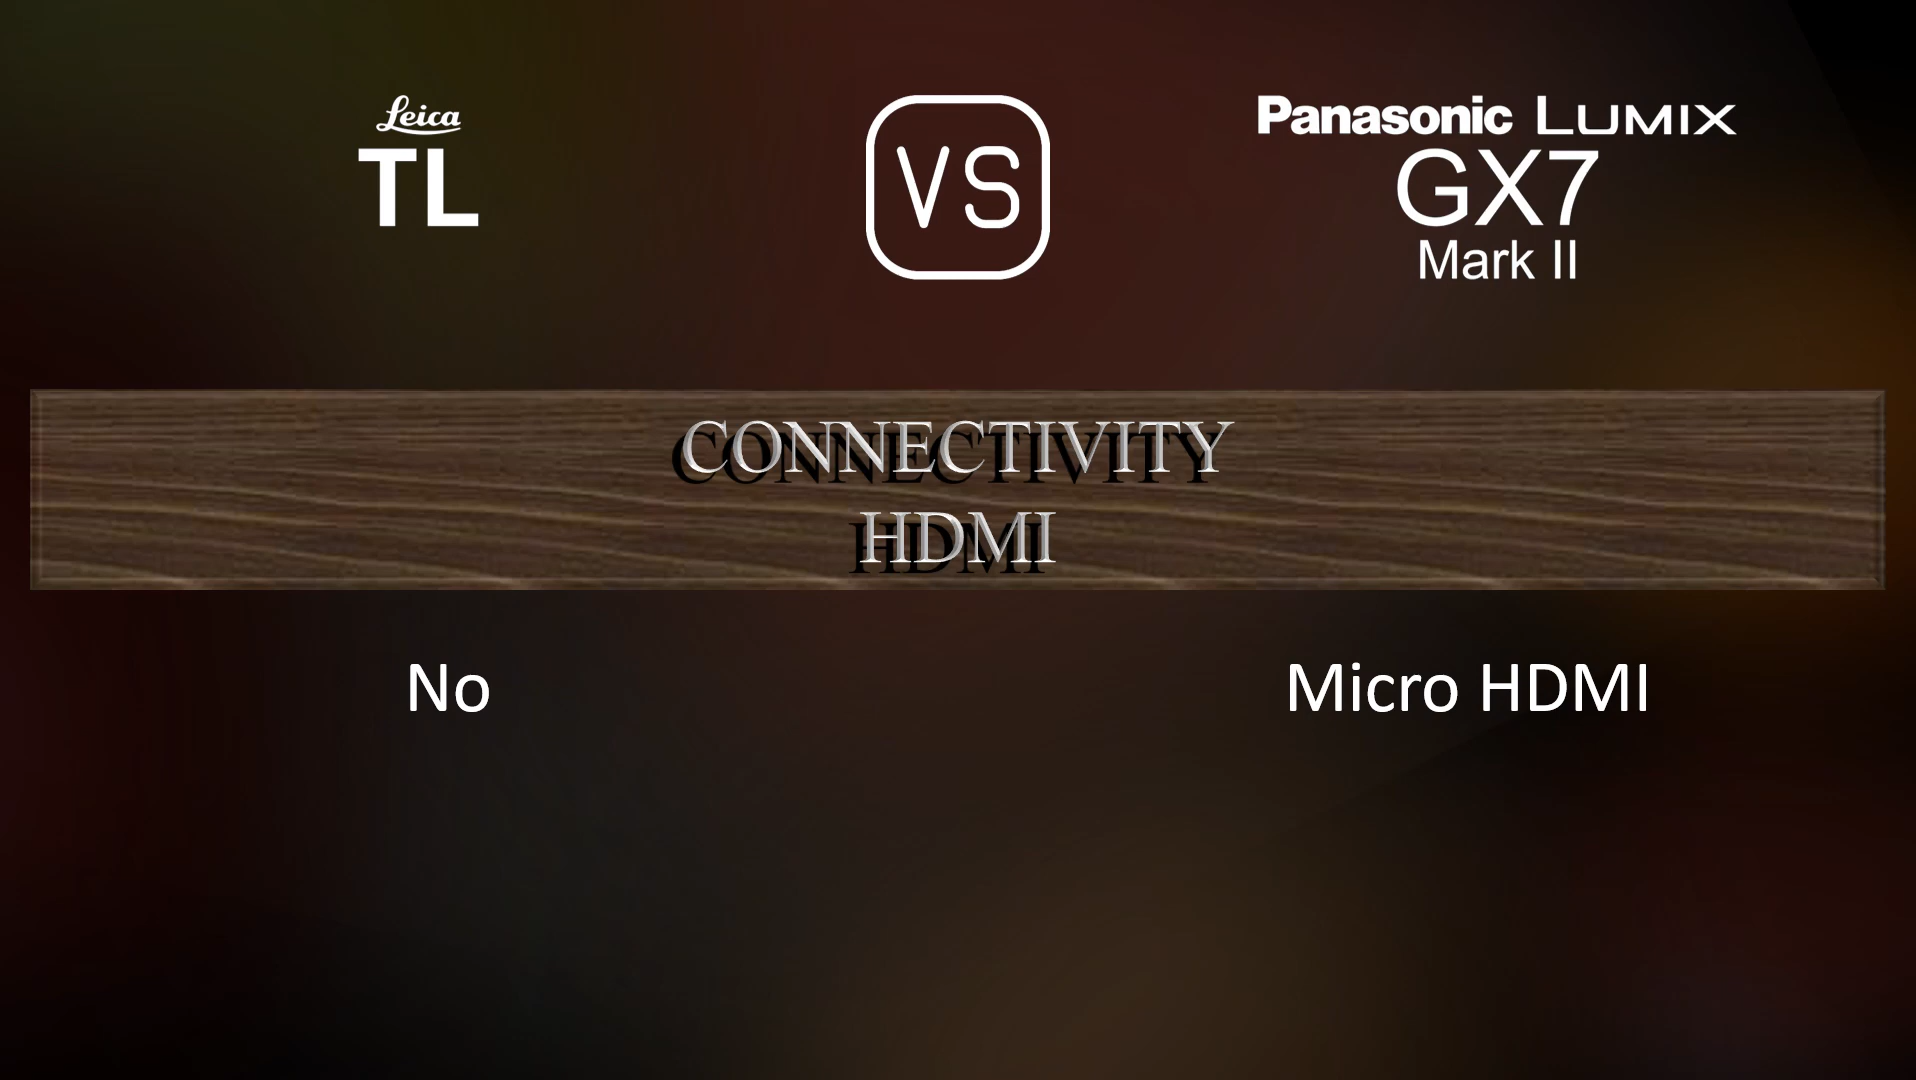 Leica
TL
VS
Panasonic LUMIX
GX7
Mark II
CONNECTIVITY
HDMI
No
Micro HDMI